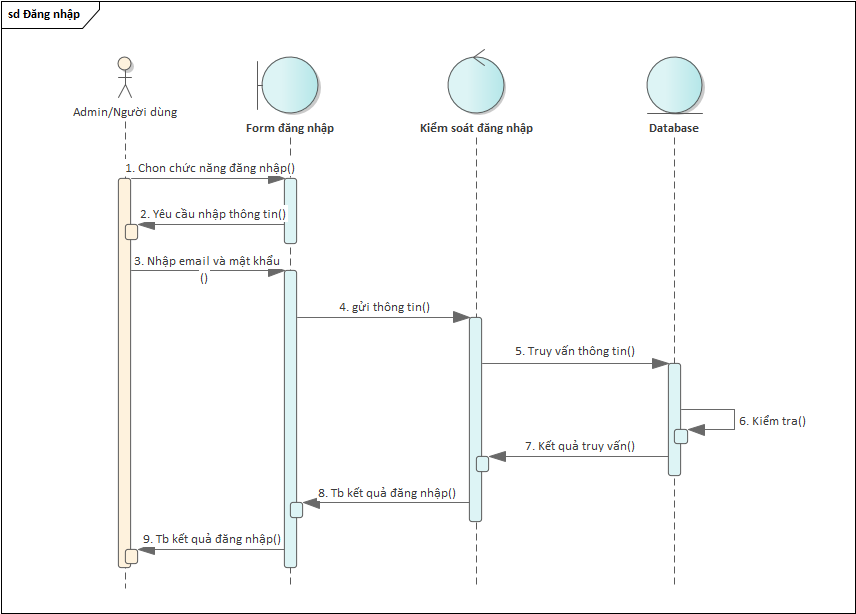 sd Đăng nhập
Admin/Người dùng
Form đăng nhập
Kiểm soát đăng nhập
Database
1. Chon chức năng đăng nhập()
2. Yêu cầu nhập thông tin()
3. Nhập email và mật khẩu
()
4. gửi thông tin()
5. Truy vấn thông tin()
6. Kiểm tra()
7. Kết quả truy vấn()
8. Tb kết quả đăng nhập()
9. Tb kết quả đăng nhập()